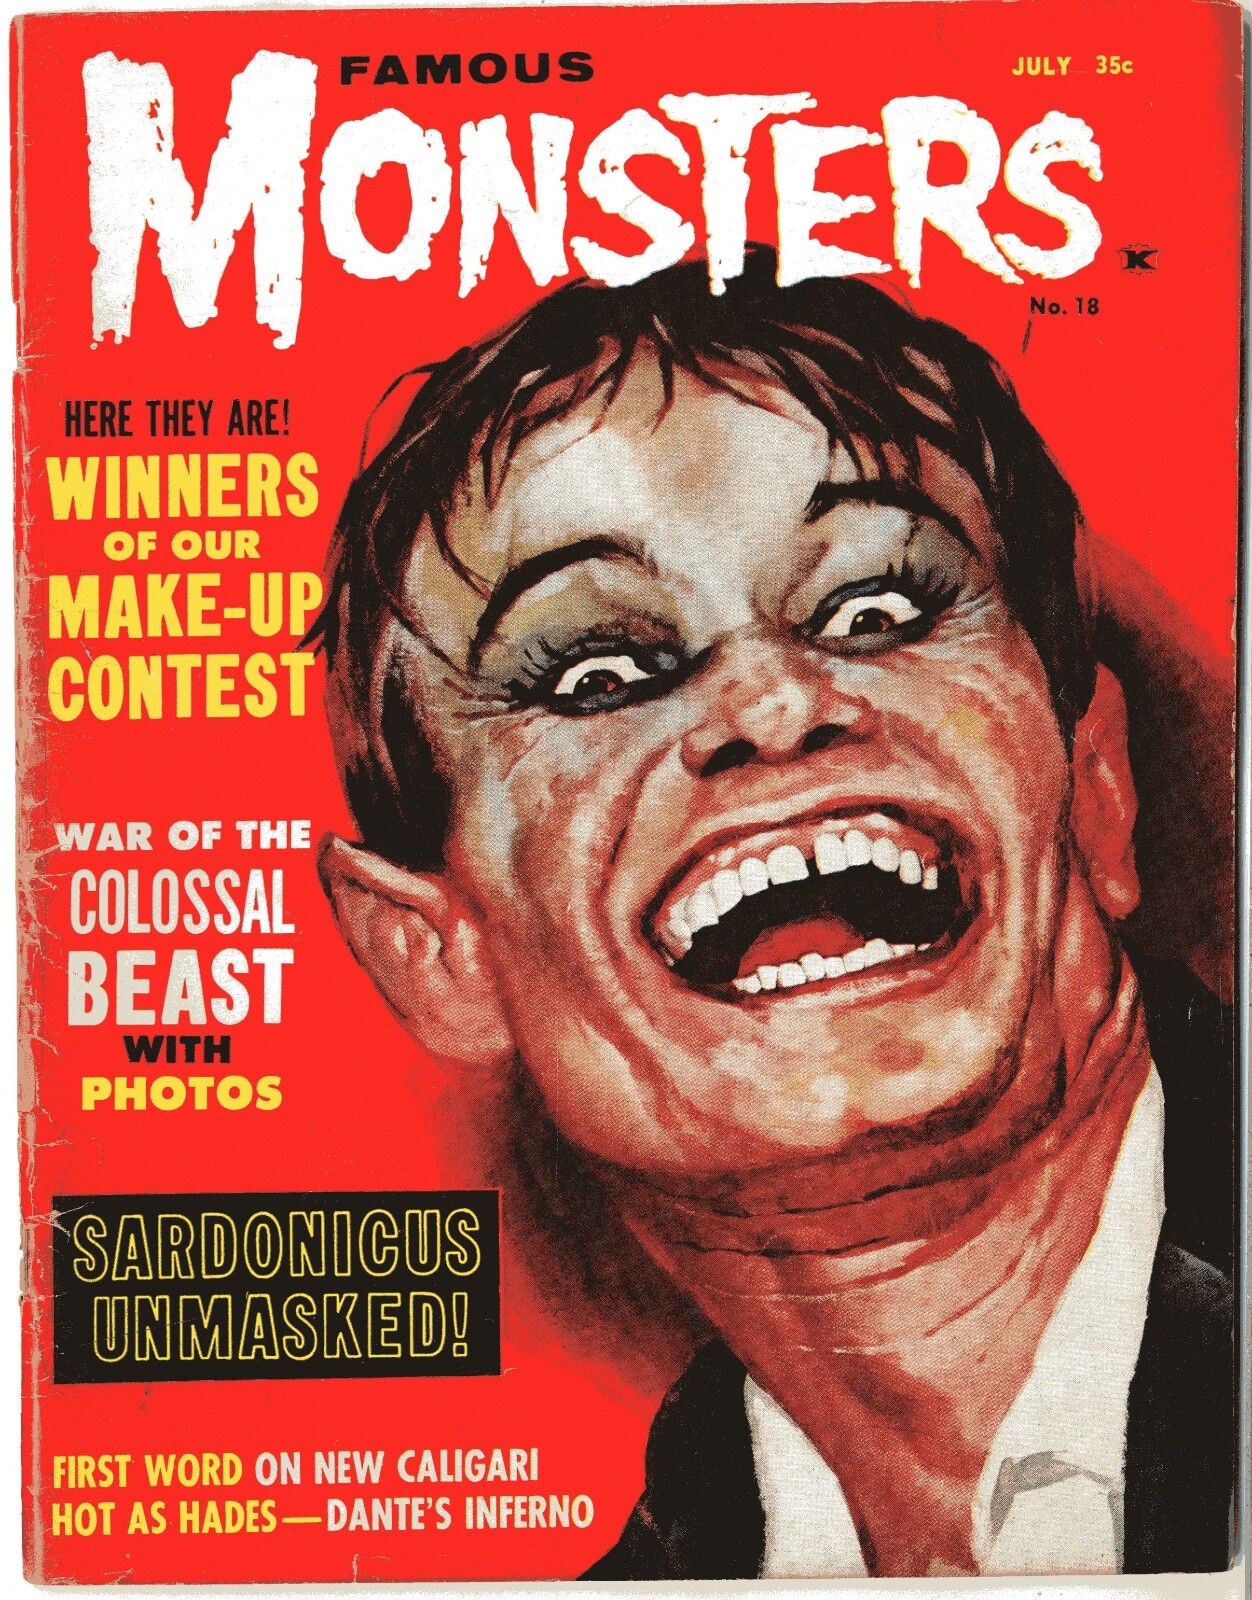 FAMOUS
JULY 35c
MONSTERS
K
No. 18
HERE THEY ARE!
WINNERS
OF OUR
MAKE-UP
CONTEST
WAR OF THE
COLOSSAL
BEAST
WITH
PHOTOS
SARDONICUS
UNMASKED!
FIRST WORD ON NEW CALIGARI
HOT AS HADES—DANTE'S INFERNO